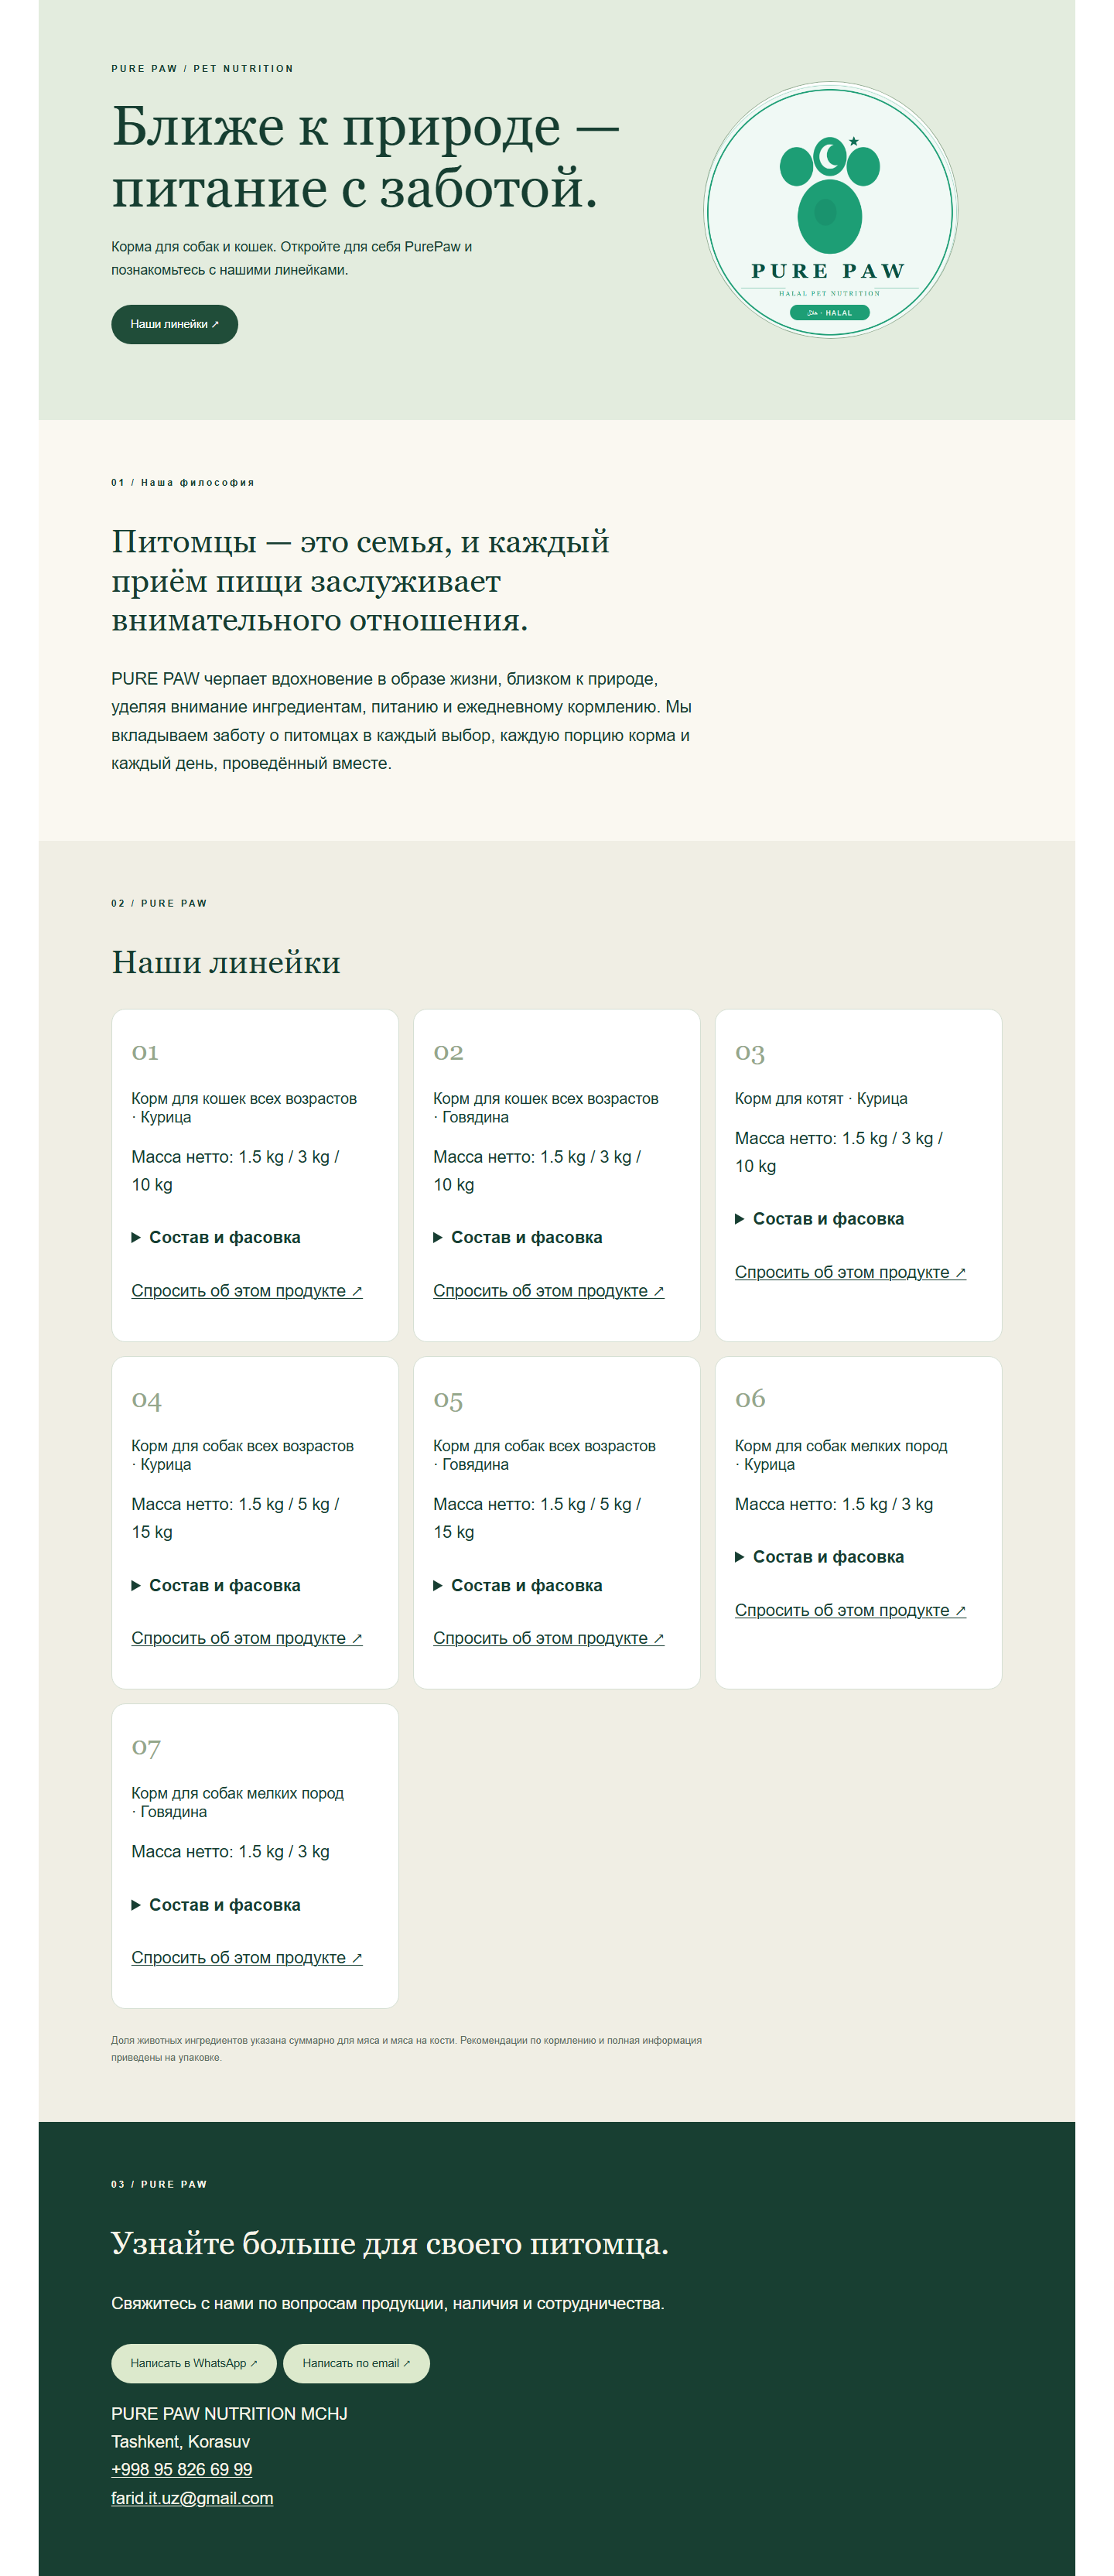 PURE PAW / PET NUTRITION
Ближе к природе —
питание с заботой.
Корма для собак и кошек. Откройте для себя PurePaw и
познакомьтесь с нашими линейками.
Наши линейки ↗
PURE PAW
HALAL PET NUTRITION
حلال · HALAL
01 / Наша философия
Питомцы — это семья, и каждый
приём пищи заслуживает
внимательного отношения.
PURE PAW черпает вдохновение в образе жизни, близком к природе,
уделяя внимание ингредиентам, питанию и ежедневному кормлению. Мы
вкладываем заботу о питомцах в каждый выбор, каждую порцию корма и
каждый день, проведённый вместе.
02 / PURE PAW
Наши линейки
01
Корм для кошек всех возрастов
· Курица
Масса нетто: 1.5 kg / 3 kg /
10 kg
▶ Состав и фасовка
Спросить об этом продукте ↗
02
Корм для кошек всех возрастов
· Говядина
Масса нетто: 1.5 kg / 3 kg /
10 kg
▶ Состав и фасовка
Спросить об этом продукте ↗
03
Корм для котят · Курица
Масса нетто: 1.5 kg / 3 kg /
10 kg
▶ Состав и фасовка
Спросить об этом продукте ↗
04
Корм для собак всех возрастов
· Курица
Масса нетто: 1.5 kg / 5 kg /
15 kg
▶ Состав и фасовка
Спросить об этом продукте ↗
05
Корм для собак всех возрастов
· Говядина
Масса нетто: 1.5 kg / 5 kg /
15 kg
▶ Состав и фасовка
Спросить об этом продукте ↗
06
Корм для собак мелких пород
· Курица
Масса нетто: 1.5 kg / 3 kg
▶ Состав и фасовка
Спросить об этом продукте ↗
07
Корм для собак мелких пород
· Говядина
Масса нетто: 1.5 kg / 3 kg
▶ Состав и фасовка
Спросить об этом продукте ↗
Доля животных ингредиентов указана суммарно для мяса и мяса на кости. Рекомендации по кормлению и полная информация
приведены на упаковке.
03 / PURE PAW
Узнайте больше для своего питомца.
Свяжитесь с нами по вопросам продукции, наличия и сотрудничества.
Написать в WhatsApp ↗
Написать по email ↗
PURE PAW NUTRITION MCHJ
Tashkent, Korasuv
+998 95 826 69 99
farid.it.uz@gmail.com